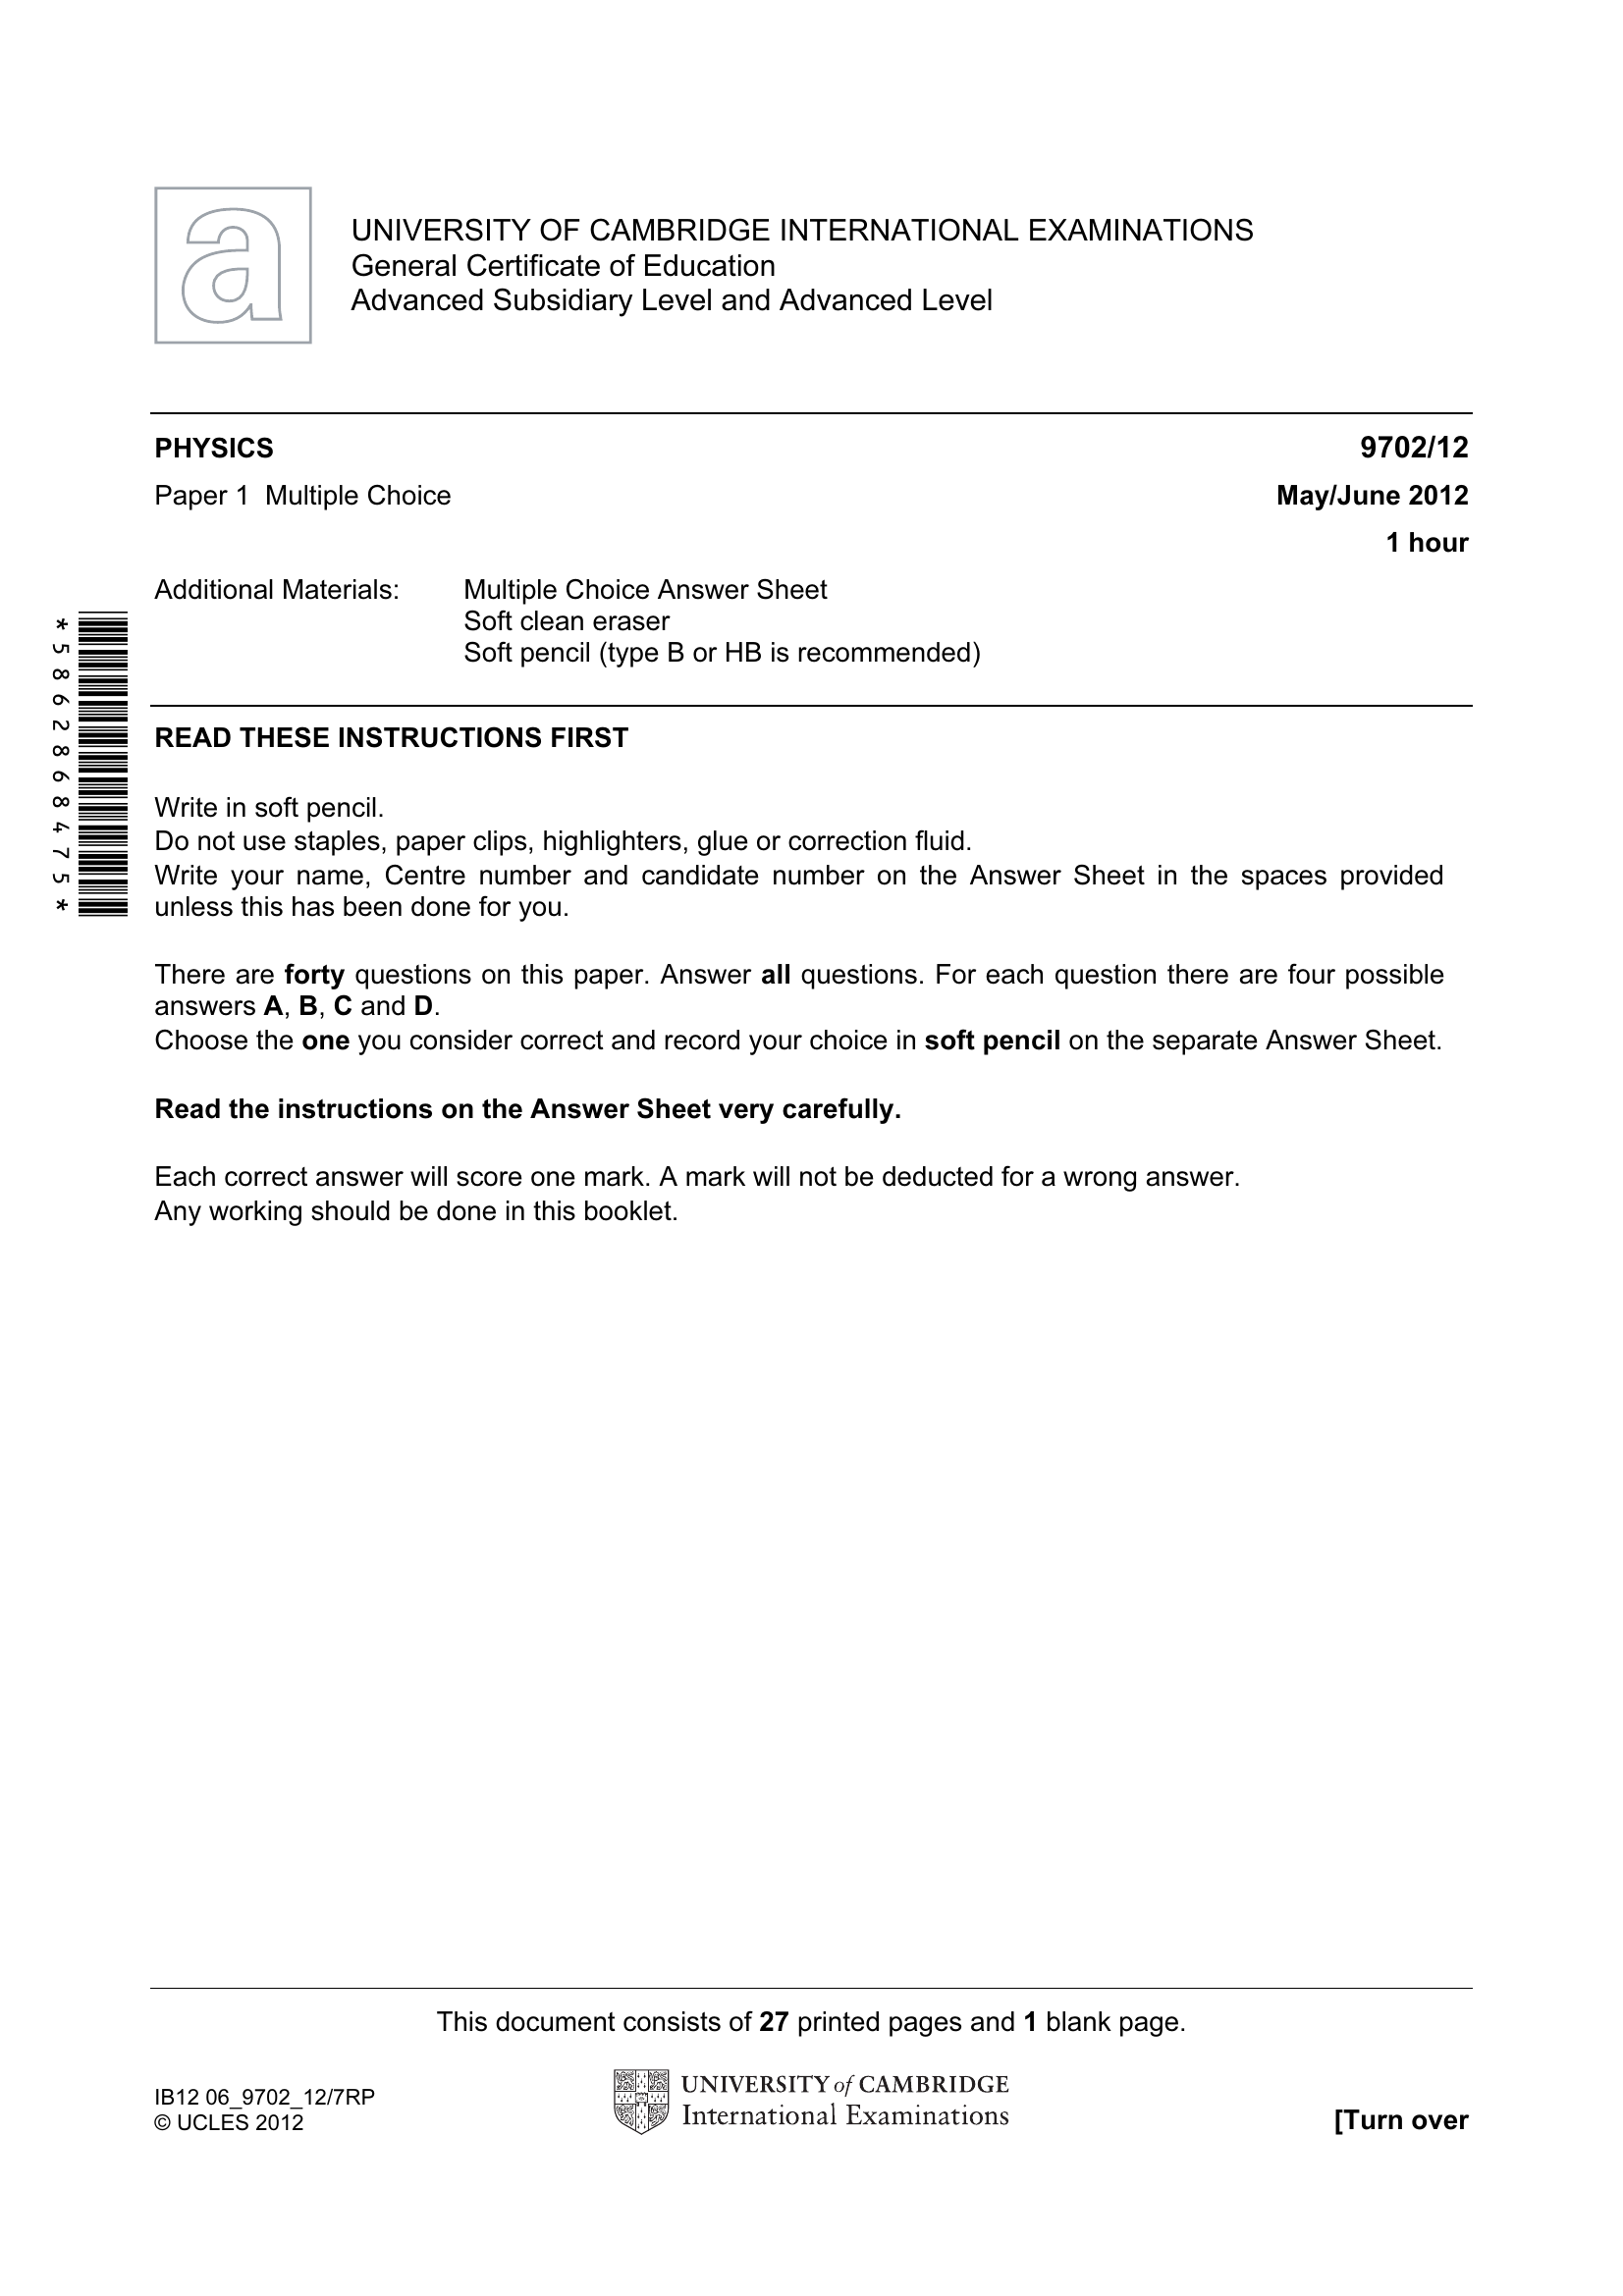 UNIVERSITY OF CAMBRIDGE INTERNATIONAL EXAMINATIONS
General Certificate of Education
Advanced Subsidiary Level and Advanced Level
PHYSICS 9702/12
Paper 1 Multiple Choice May/June 2012
1 hour
Additional Materials: Multiple Choice Answer Sheet
Soft clean eraser
Soft pencil (type B or HB is recommended)
*5862868475*
READ THESE INSTRUCTIONS FIRST
Write in soft pencil.
Do not use staples, paper clips, highlighters, glue or correction fluid.
Write your name, Centre number and candidate number on the Answer Sheet in the spaces provided
unless this has been done for you.
There are forty questions on this paper. Answer all questions. For each question there are four possible
answers A, B, C and D.
Choose the one you consider correct and record your choice in soft pencil on the separate Answer Sheet.
Read the instructions on the Answer Sheet very carefully.
Each correct answer will score one mark. A mark will not be deducted for a wrong answer.
Any working should be done in this booklet.
This document consists of 27 printed pages and 1 blank page.
IB12 06_9702_12/7RP
© UCLES 2012
UNIVERSITY of CAMBRIDGE
International Examinations
[Turn over